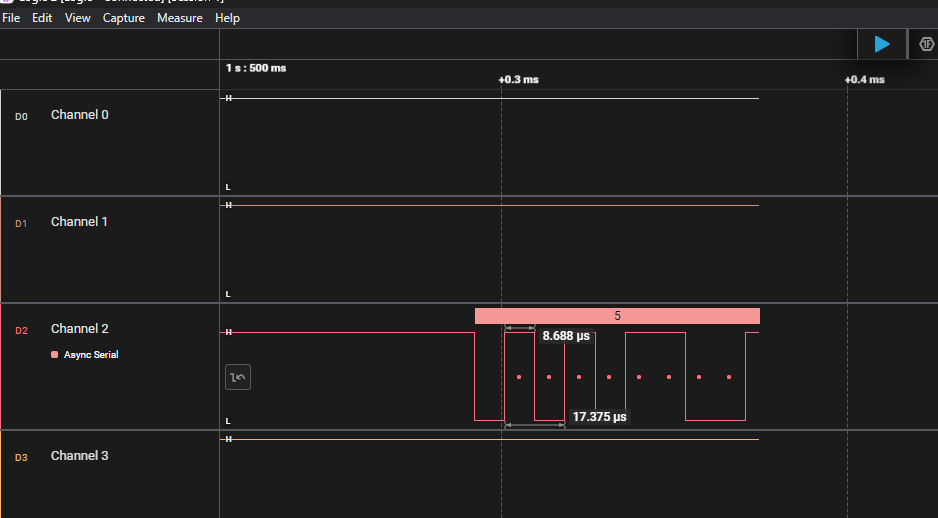 File Edit View Capture Measure Help
1 s : 500 ms
+0.3 ms
+0.4 ms
D0 Channel 0
H
L
D1 Channel 1
H
L
D2 Channel 2
Async Serial
H
L
5
8.688 µs
17.375 µs
D3 Channel 3
H